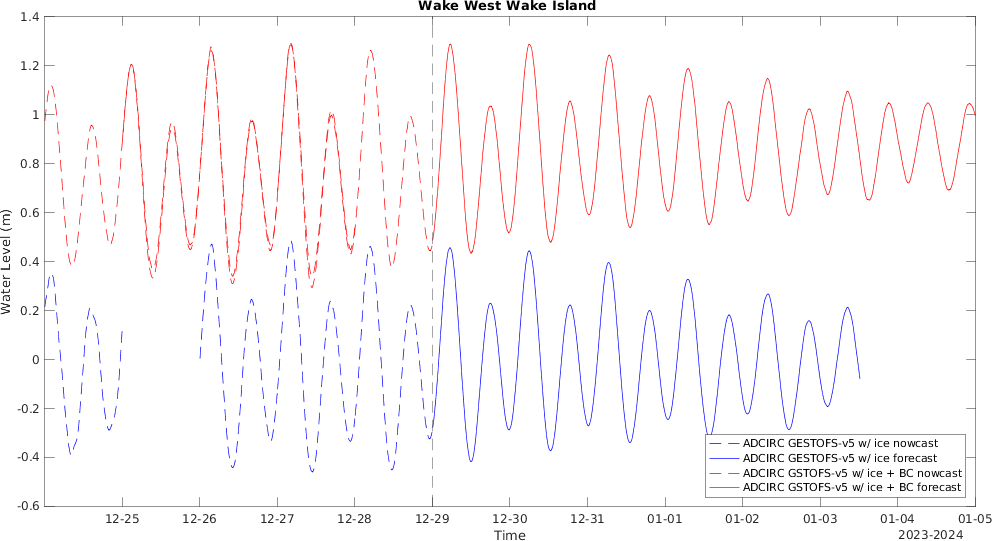 Wake West Wake Island
1.4
1.2
1
0.8
0.6
0.4
0.2
0
-0.2
-0.4
-0.6
Water Level (m)
12-25 12-26 12-27 12-28 12-29 12-30 12-31 01-01 01-02 01-03 01-04 01-05
Time
2023-2024
ADCIRC GESTOFS-v5 w/ ice nowcast
ADCIRC GESTOFS-v5 w/ ice forecast
ADCIRC GSTOFS-v5 w/ ice + BC nowcast
ADCIRC GSTOFS-v5 w/ ice + BC forecast